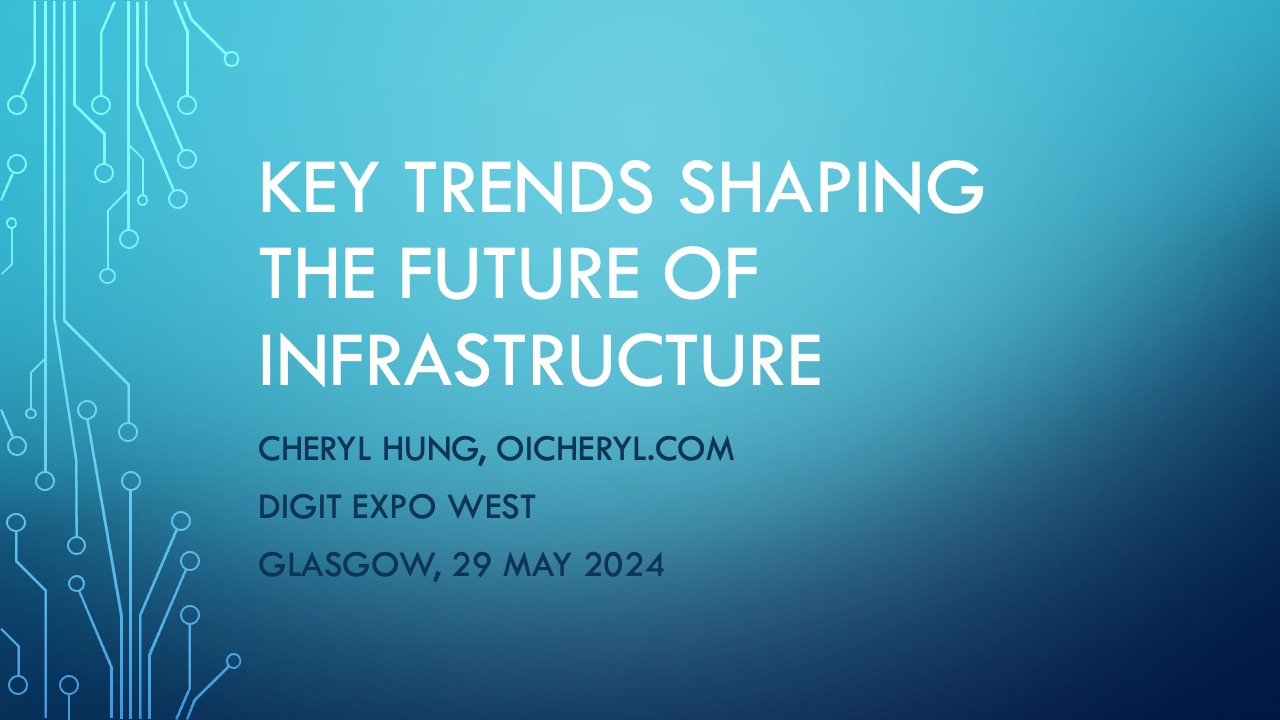 KEY TRENDS SHAPING
THE FUTURE OF
INFRASTRUCTURE
CHERYL HUNG, OICHERYL.COM
DIGIT EXPO WEST
GLASGOW, 29 MAY 2024